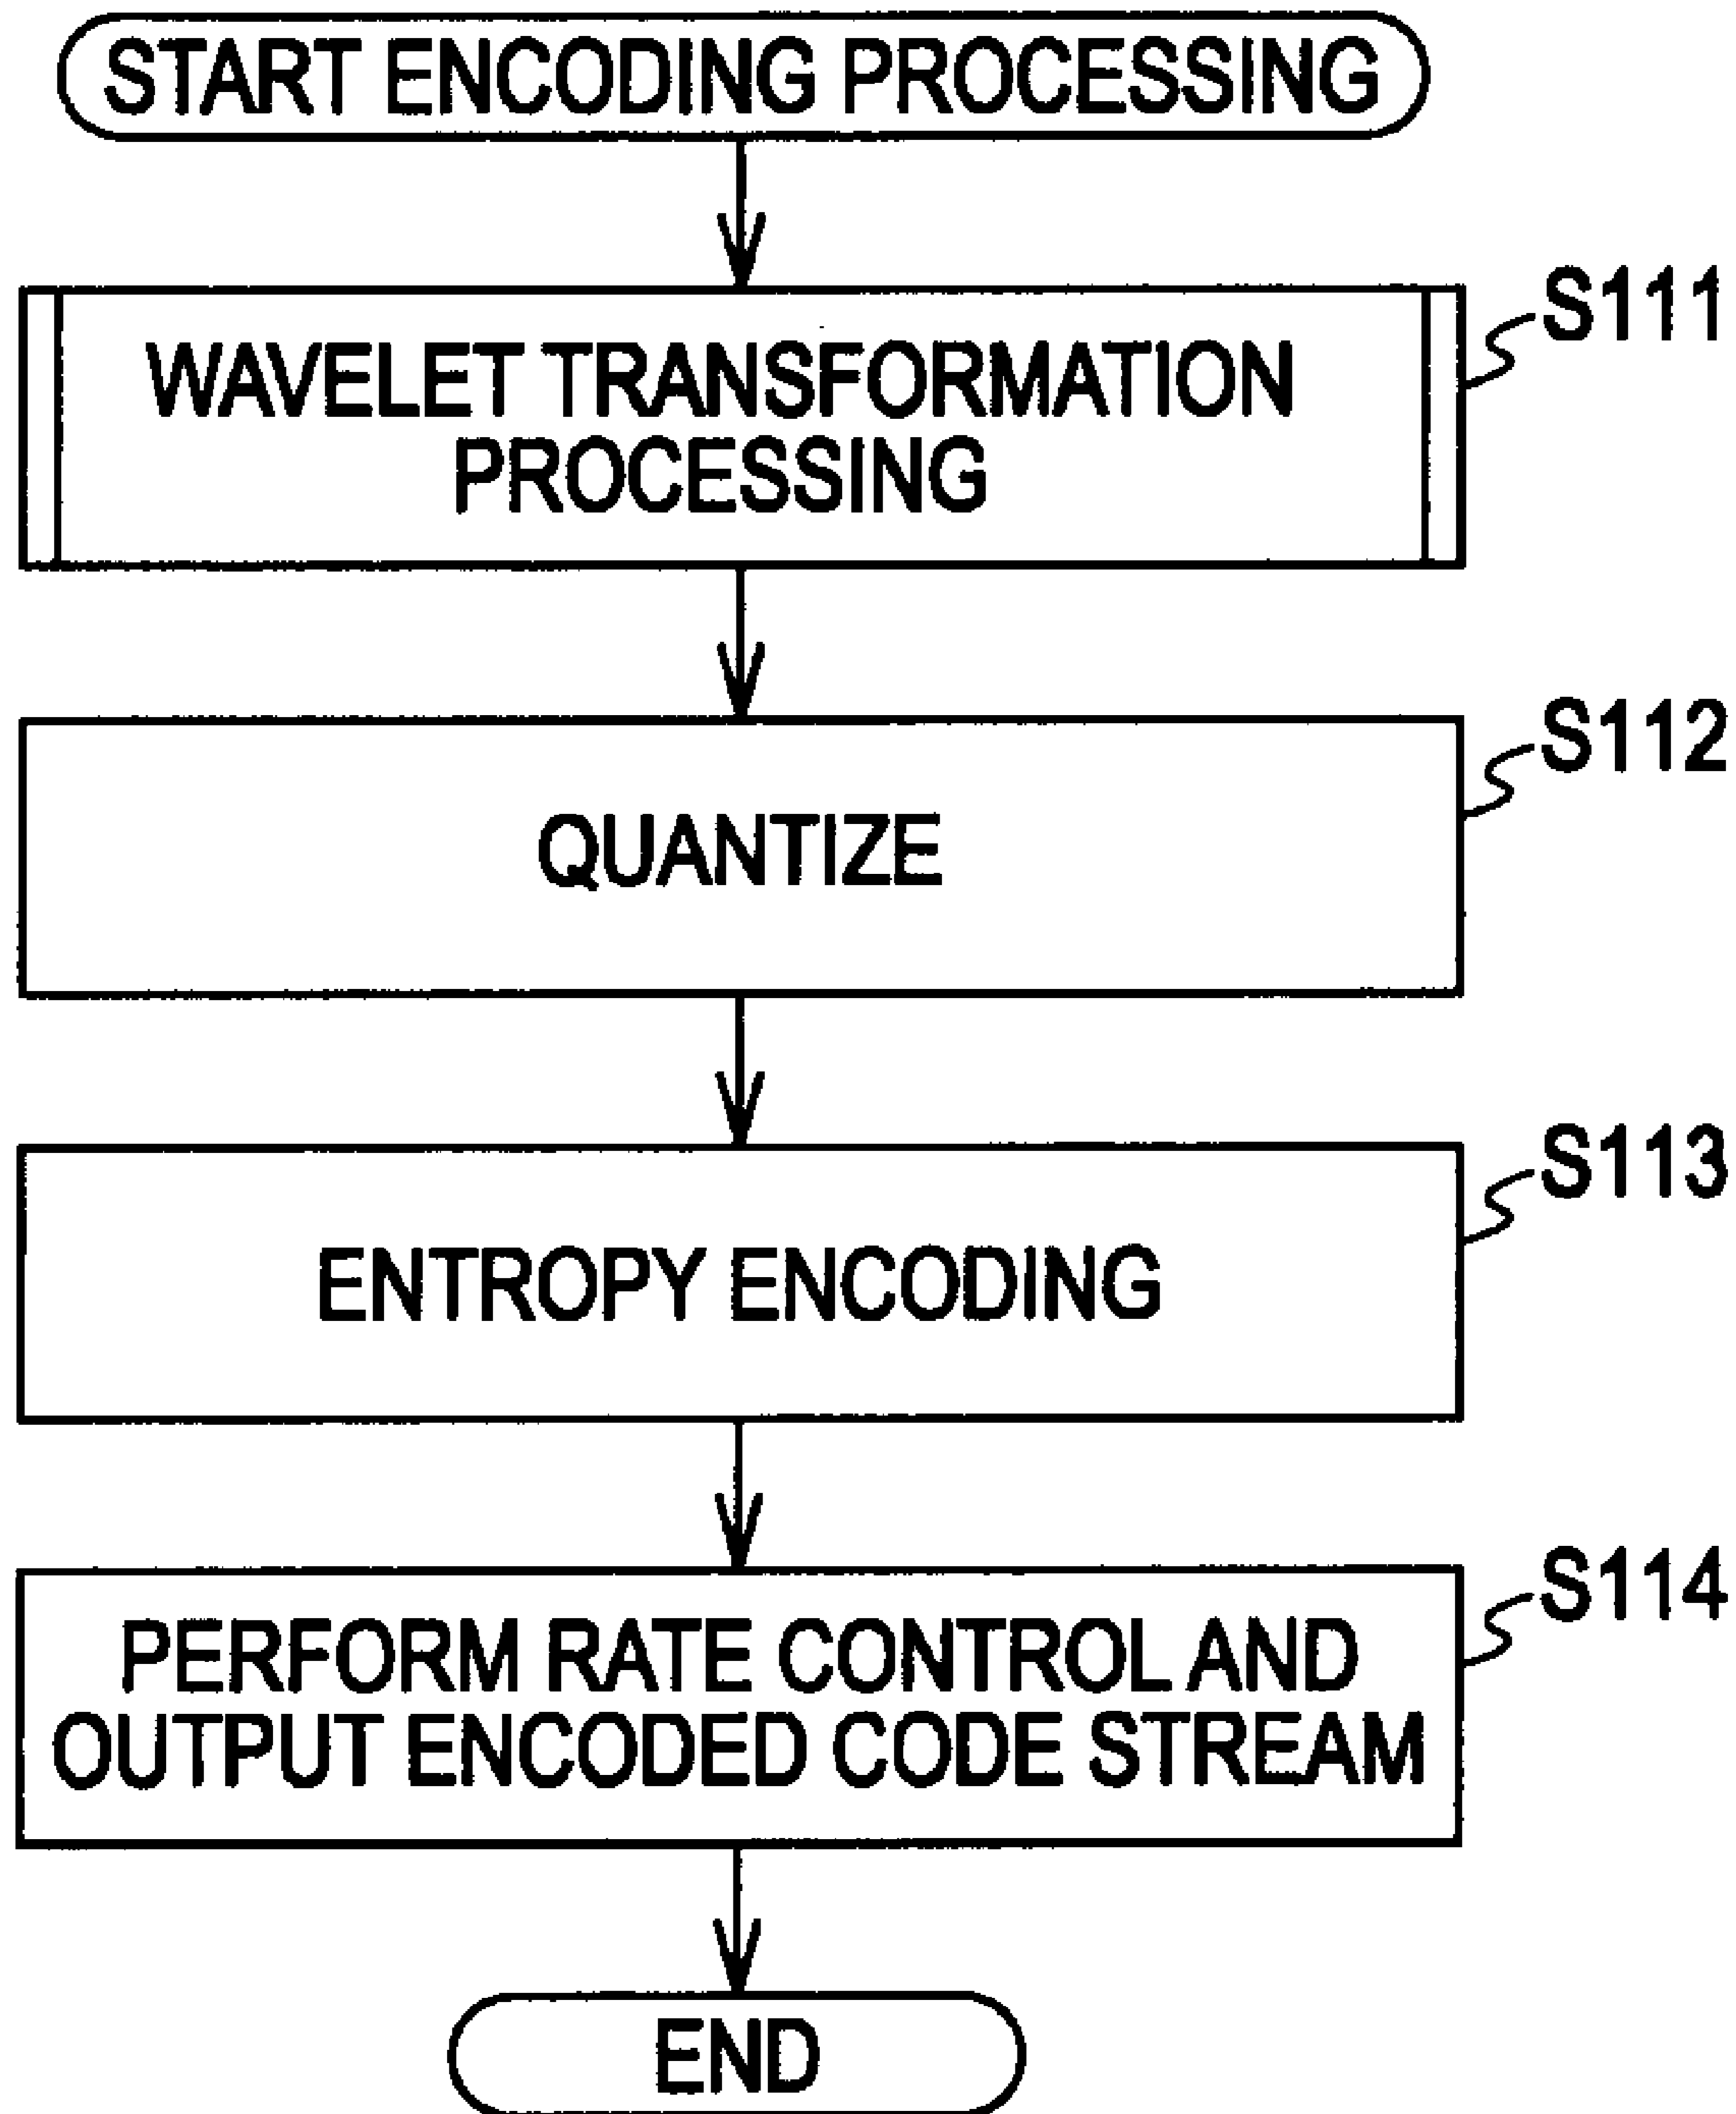 START ENCODING PROCESSING
S111
WAVELET TRANSFORMATION
PROCESSING
S112
QUANTIZE
S113
ENTROPY ENCODING
S114
PERFORM RATE CONTROL AND
OUTPUT ENCODED CODE STREAM
END